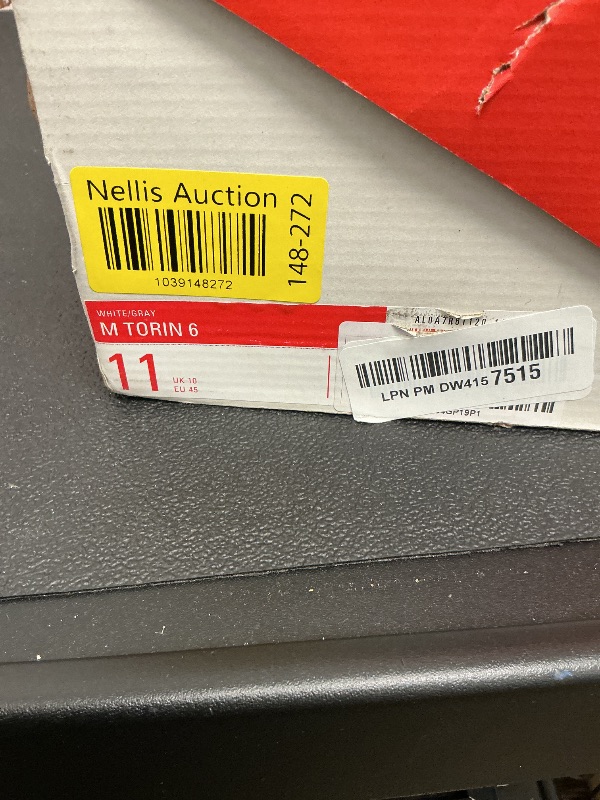 Nellis Auction
148-272
1039148272
WHITE/GRAY
M TORIN 6
11
UK 10
EU 45
LPN PM DW415 7515